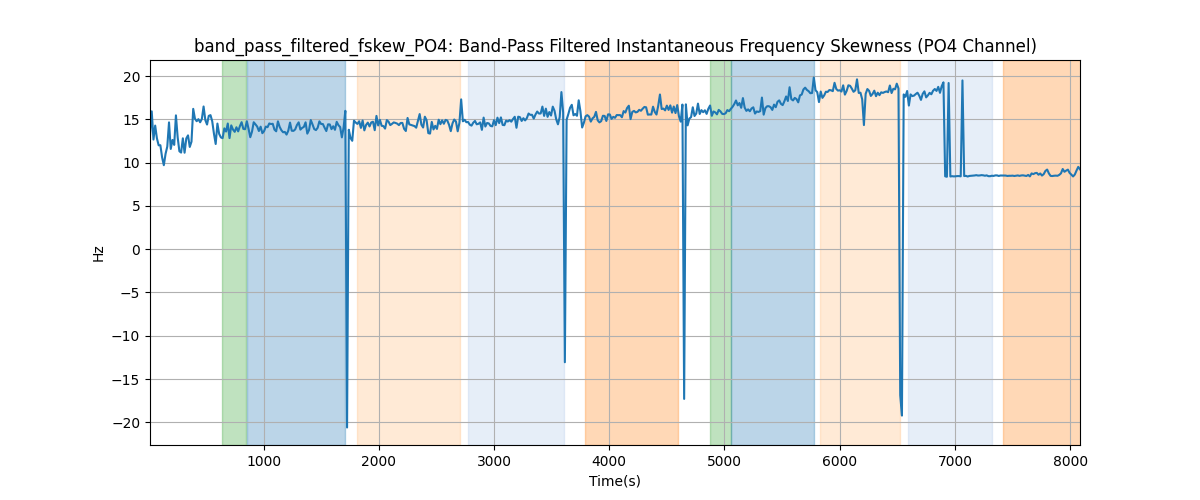 band_pass_filtered_fskew_PO4: Band-Pass Filtered Instantaneous Frequency Skewness (PO4 Channel)
20
15
10
5
0
−5
−10
−15
−20
Hz
1000 2000 3000 4000 5000 6000 7000 8000
Time(s)